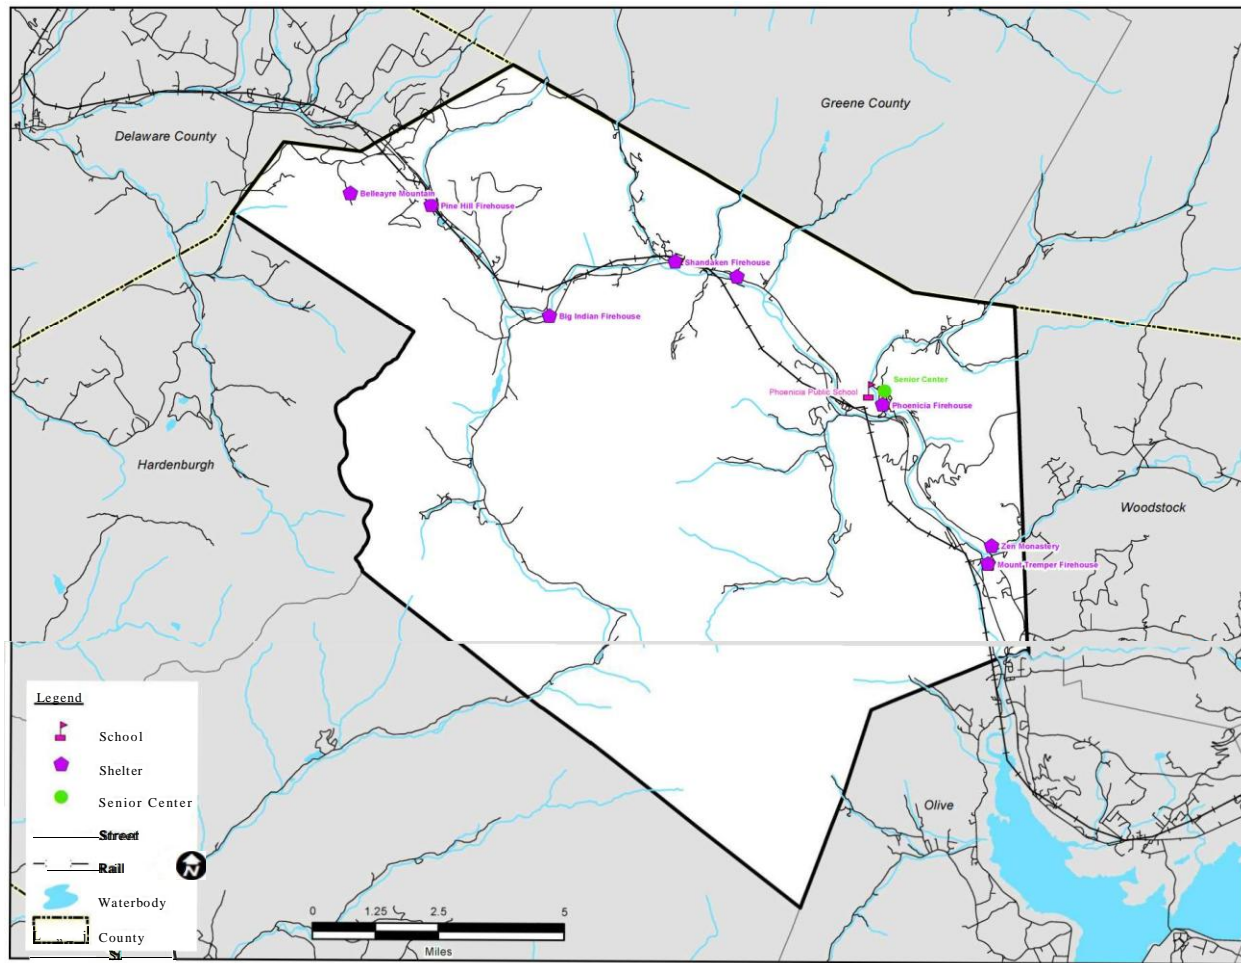 Greene County
Delaware County
Belleayre Mountain
Pine Hill Firehouse
Shandaken Firehouse
Big Indian Firehouse
Senior Center
Phoenicia Public School
Phoenicia Firehouse
Hardenburgh
Woodstock
Zen Monastery
Mount Tremper Firehouse
Legend
School
Shelter
Senior Center
Street
Rail
N
Waterbody
County
Olive
0 1.25 2.5 5
Miles